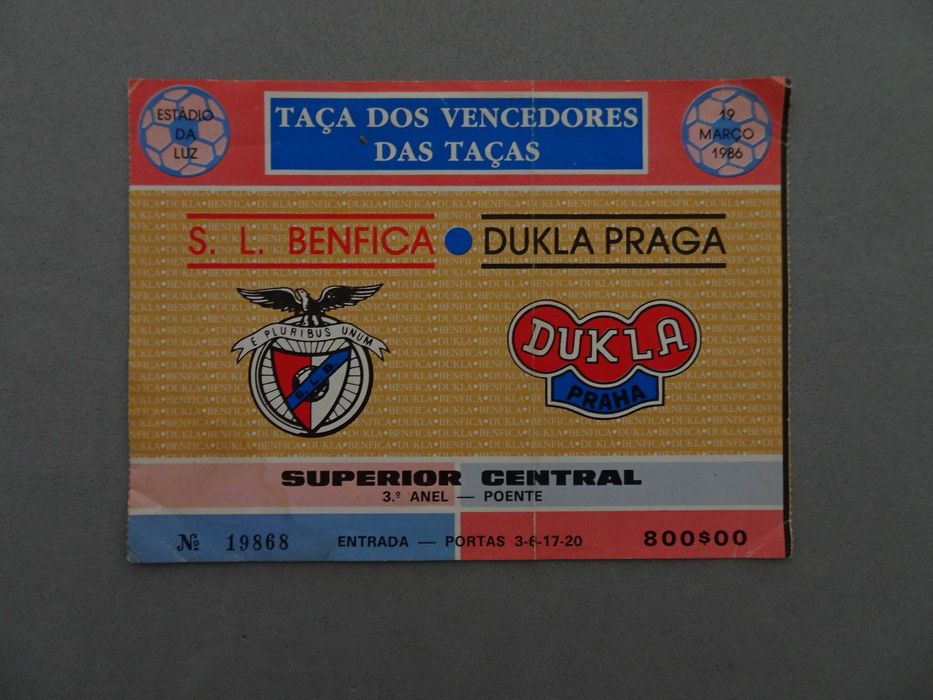 ESTÁDIO
DA
LUZ
TAÇA DOS VENCEDORES
DAS TAÇAS
19
MARÇO
1986
S. L. BENFICA ● DUKLA PRAGA
E PLURIBUS UNUM
S.L.B.
DUKLA
PRAHA
SUPERIOR CENTRAL
3.º ANEL — POENTE
Nº 19868
ENTRADA — PORTAS 3-6-17-20
800$00